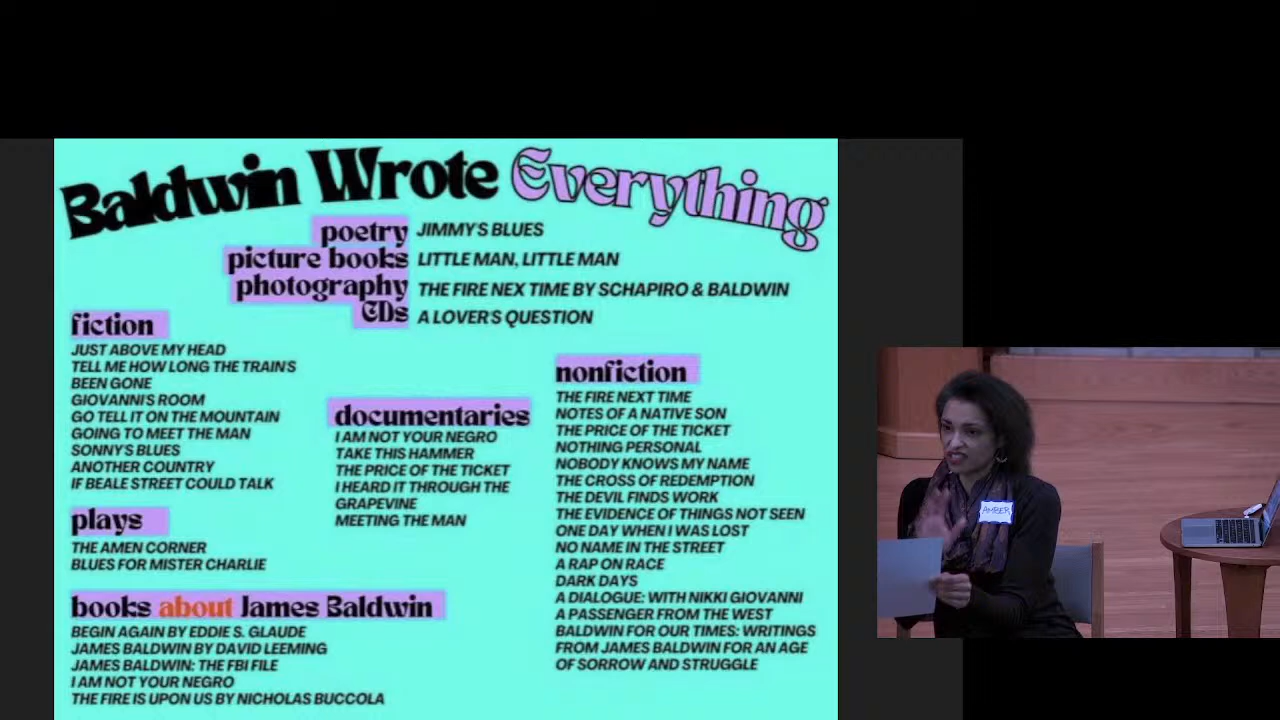 Baldwin Wrote Everything
poetry JIMMY'S BLUES
picture books LITTLE MAN, LITTLE MAN
photography THE FIRE NEX TIME BY SCHAPIRO & BALDWIN
CDs A LOVER'S QUESTION
fiction
JUST ABOVE MY HEAD
TELL ME HOW LONG THE TRAIN'S
BEEN GONE
GIOVANNI'S ROOM
GO TELL IT ON THE MOUNTAIN
GOING TO MEET THE MAN
SONNY'S BLUES
ANOTHER COUNTRY
IF BEALE STREET COULD TALK
plays
THE AMEN CORNER
BLUES FOR MISTER CHARLIE
documentaries
I AM NOT YOUR NEGRO
TAKE THIS HAMMER
THE PRICE OF THE TICKET
I HEARD IT THROUGH THE
GRAPEVINE
MEETING THE MAN
nonfiction
THE FIRE NEXT TIME
NOTES OF A NATIVE SON
THE PRICE OF THE TICKET
NOTHING PERSONAL
NOBODY KNOWS MY NAME
THE CROSS OF REDEMPTION
THE DEVIL FINDS WORK
THE EVIDENCE OF THINGS NOT SEEN
ONE DAY WHEN I WAS LOST
NO NAME IN THE STREET
A RAP ON RACE
DARK DAYS
A DIALOGUE: WITH NIKKI GIOVANNI
A PASSENGER FROM THE WEST
BALDWIN FOR OUR TIMES: WRITINGS
FROM JAMES BALDWIN FOR AN AGE
OF SORROW AND STRUGGLE
books about James Baldwin
BEGIN AGAIN BY EDDIE S. GLAUDE
JAMES BALDWIN BY DAVID LEEMING
JAMES BALDWIN: THE FBI FILE
I AM NOT YOUR NEGRO
THE FIRE IS UPON US BY NICHOLAS BUCCOLA
AMBER